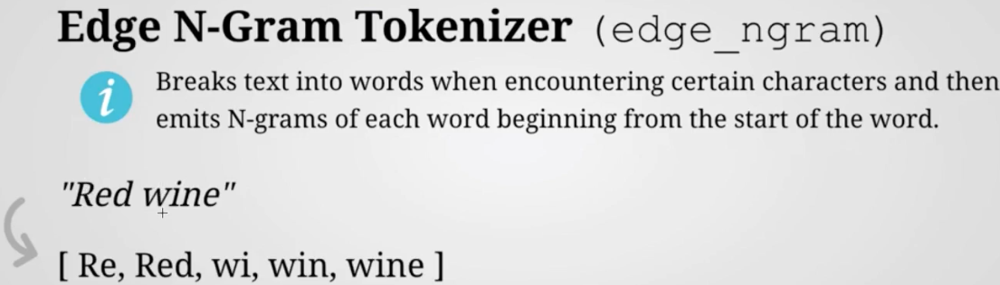 Edge N-Gram Tokenizer (edge_ngram)
i
Breaks text into words when encountering certain characters and then
emits N-grams of each word beginning from the start of the word.
"Red wine"
[ Re, Red, wi, win, wine ]